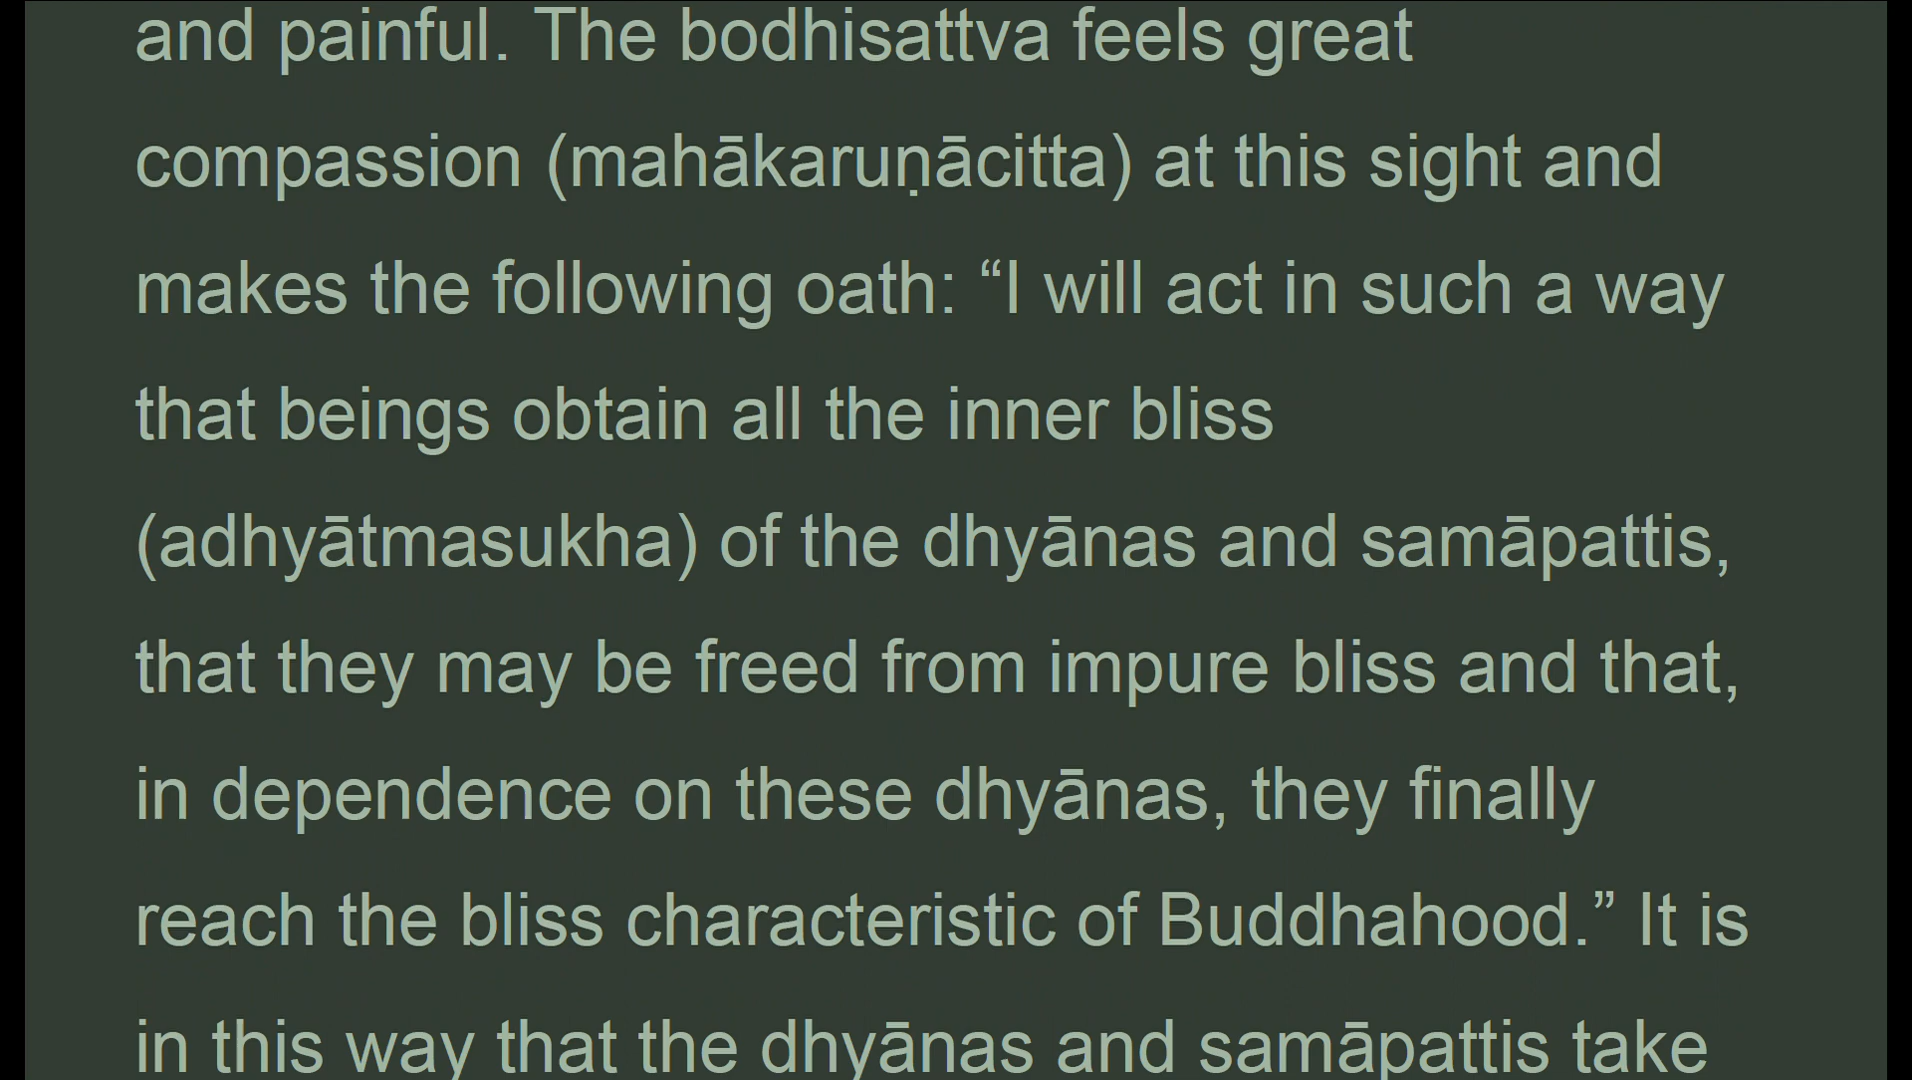 and painful. The bodhisattva feels great
compassion (mahākaruṇācitta) at this sight and
makes the following oath: “I will act in such a way
that beings obtain all the inner bliss
(adhyātmasukha) of the dhyānas and samāpattis,
that they may be freed from impure bliss and that,
in dependence on these dhyānas, they finally
reach the bliss characteristic of Buddhahood.” It is
in this way that the dhyānas and samāpattis take